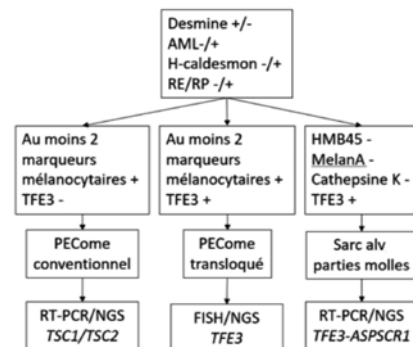 Desmine +/-
AML-/+
H-caldesmon -/+
RE/RP -/+
Au moins 2
marqueurs
mélanocytaires +
TFE3 -
Au moins 2
marqueurs
mélanocytaires +
TFE3 +
HMB45 -
MelanA -
Cathepsine K -
TFE3 +
PECome
conventionnel
PECome
transloqué
Sarc alv
parties molles
RT-PCR/NGS
TSC1/TSC2
FISH/NGS
TFE3
RT-PCR/NGS
TFE3-ASPSCR1